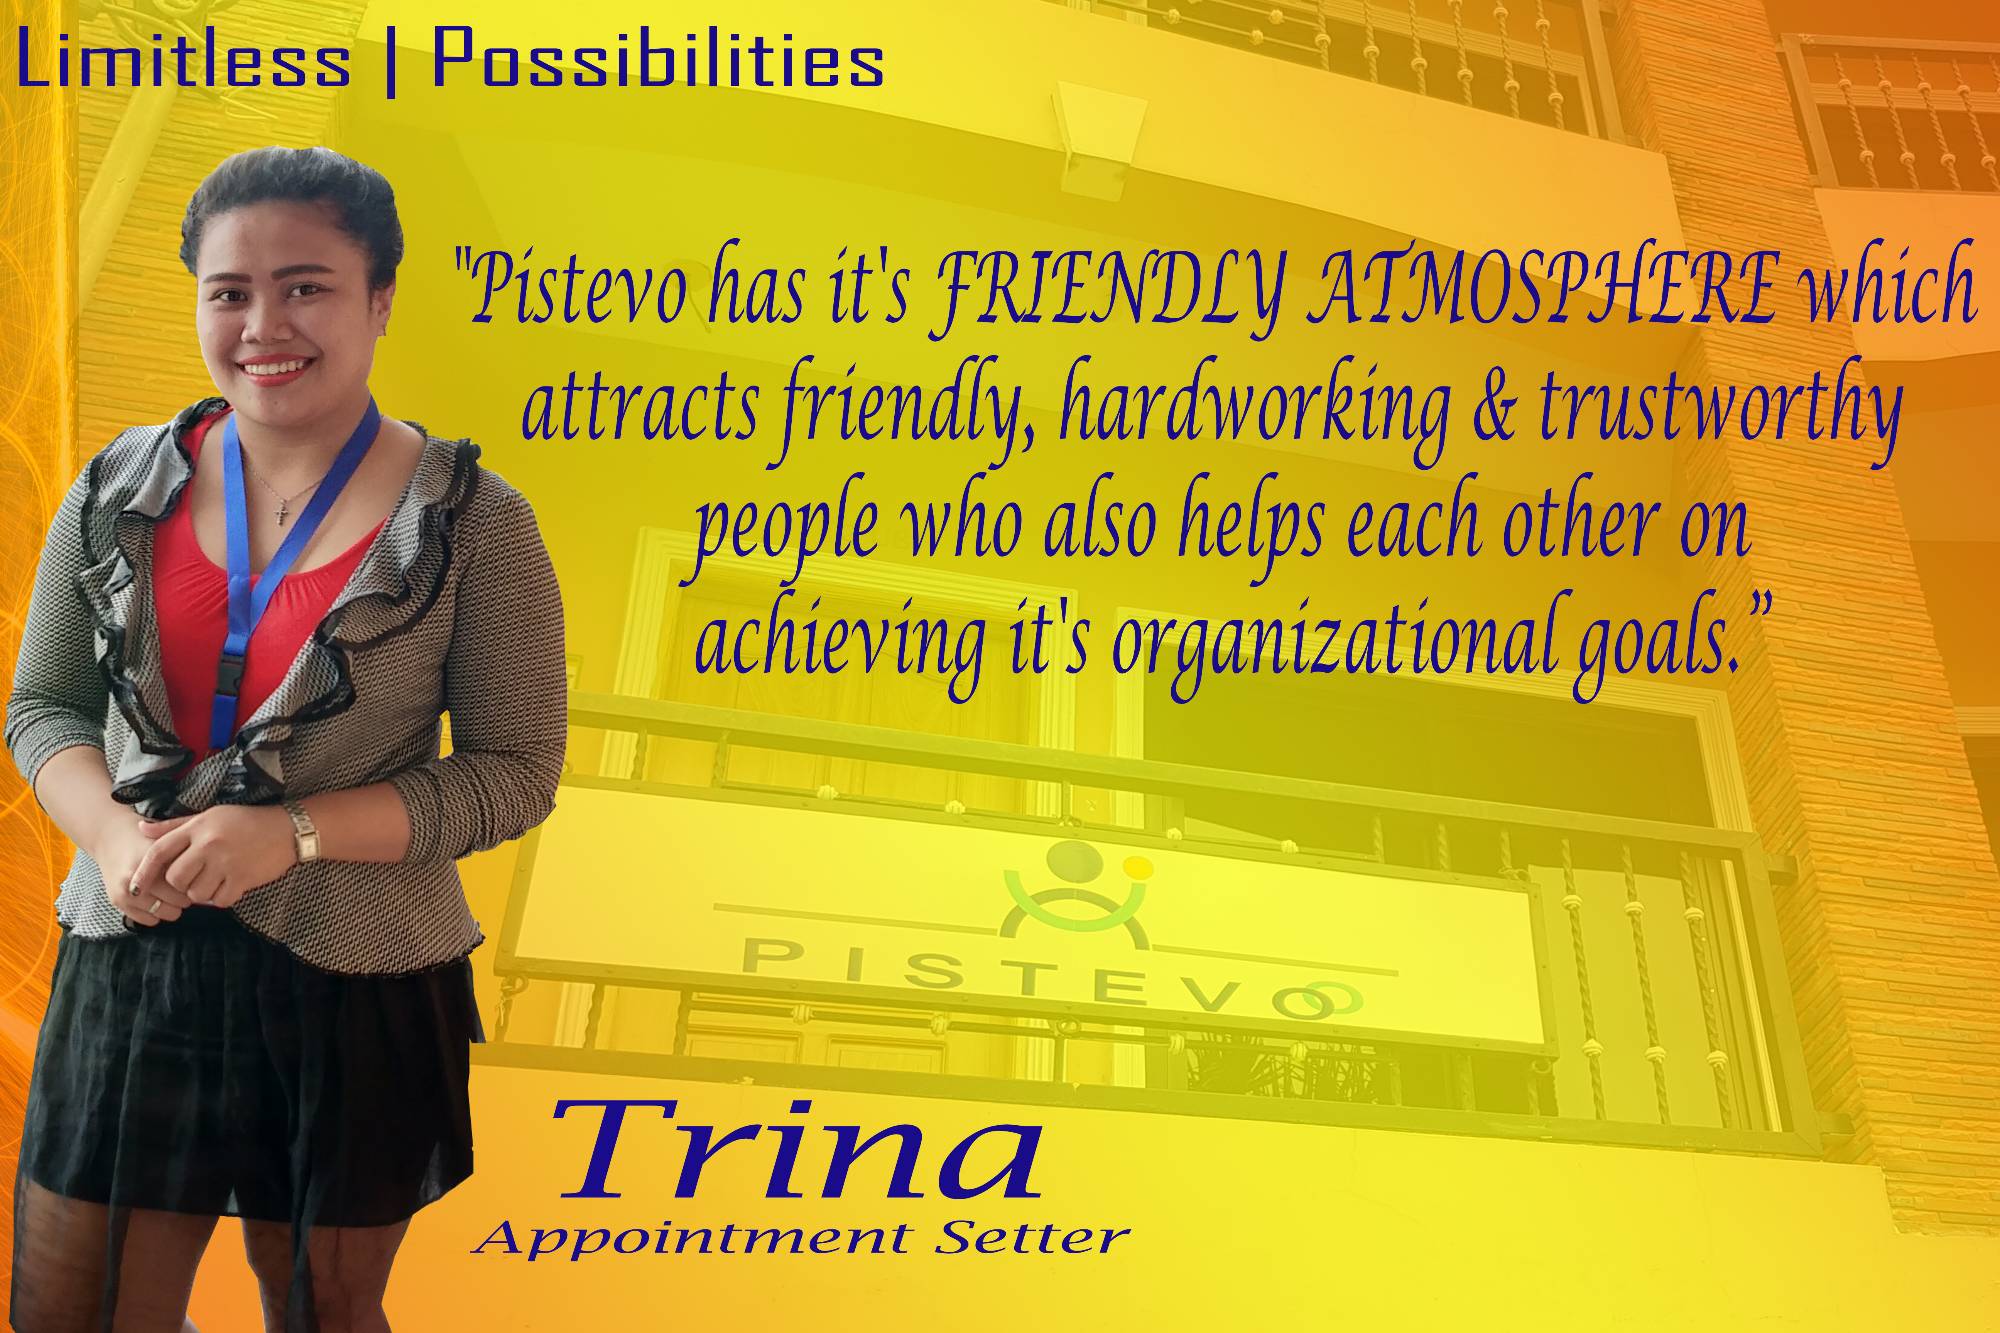 Limitless | Possibilities
"Pistevo has it's FRIENDLY ATMOSPHERE which
attracts friendly, hardworking & trustworthy
people who also helps each other on
achieving it's organizational goals.”
PISTEVO
Trina
Appointment Setter